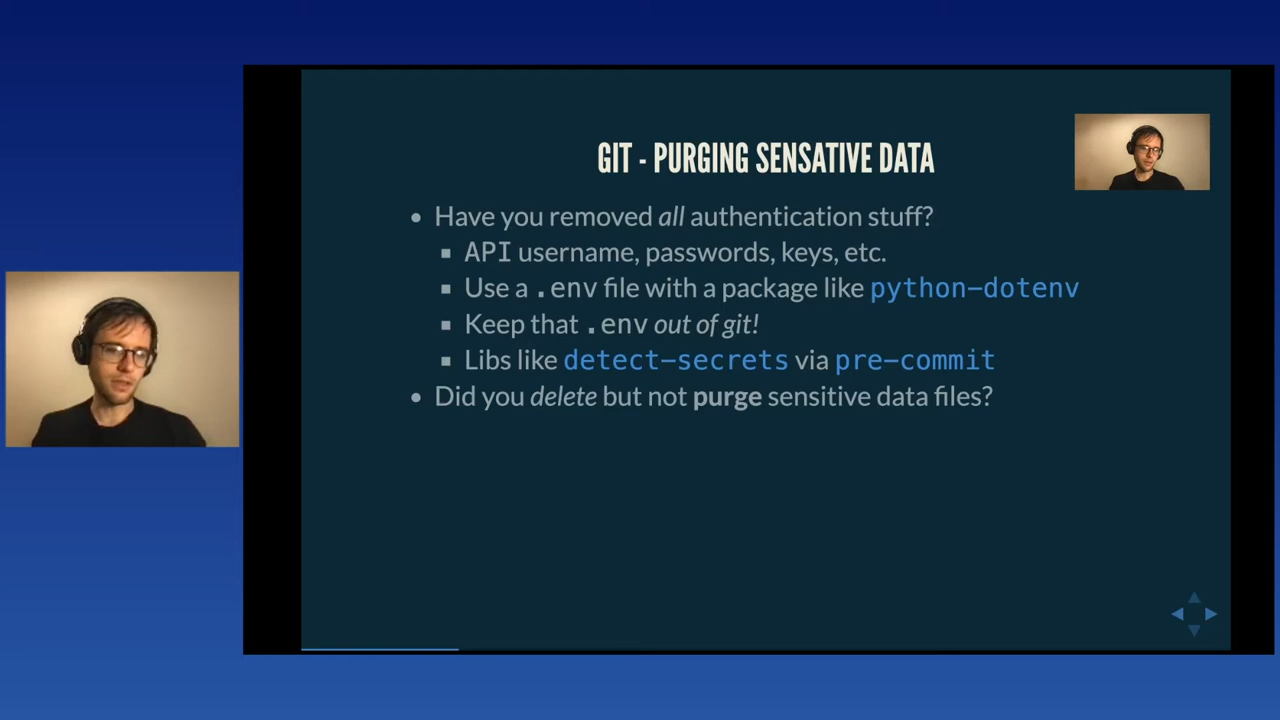 GIT - PURGING SENSATIVE DATA
Have you removed all authentication stuff?
API username, passwords, keys, etc.
Use a .env file with a package like python-dotenv
Keep that .env out of git!
Libs like detect-secrets via pre-commit
Did you delete but not purge sensitive data files?